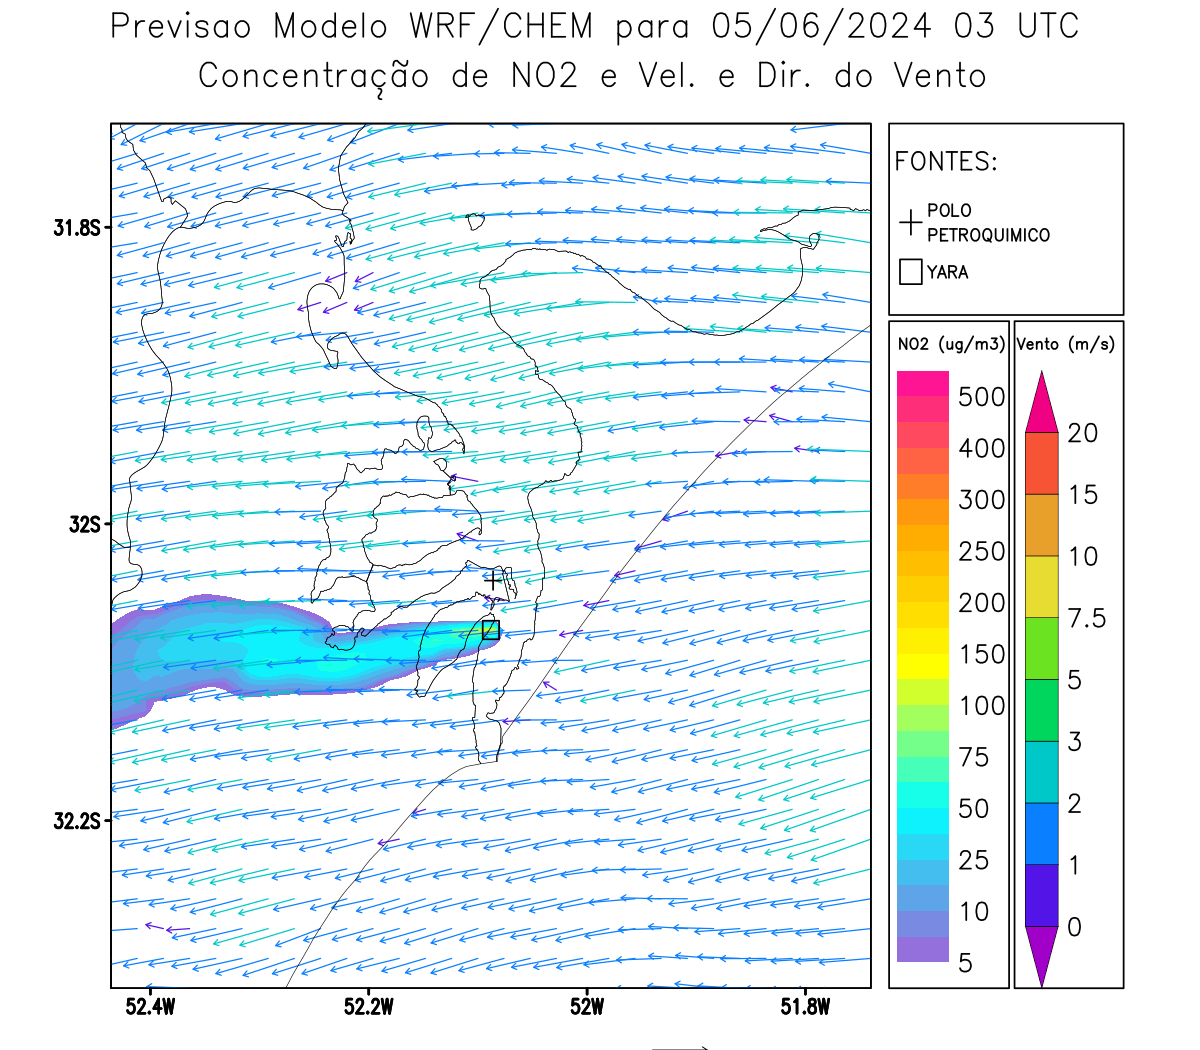 Previsao Modelo WRF/CHEM para 05/06/2024 03 UTC
Concentração de NO2 e Vel. e Dir. do Vento
FONTES:
POLO
PETROQUIMICO
YARA
NO2 (ug/m3)
500
400
300
250
200
150
100
75
50
25
10
5
Vento (m/s)
20
15
10
7.5
5
3
2
1
0
31.8S
32S
32.2S
52.4W
52.2W
52W
51.8W